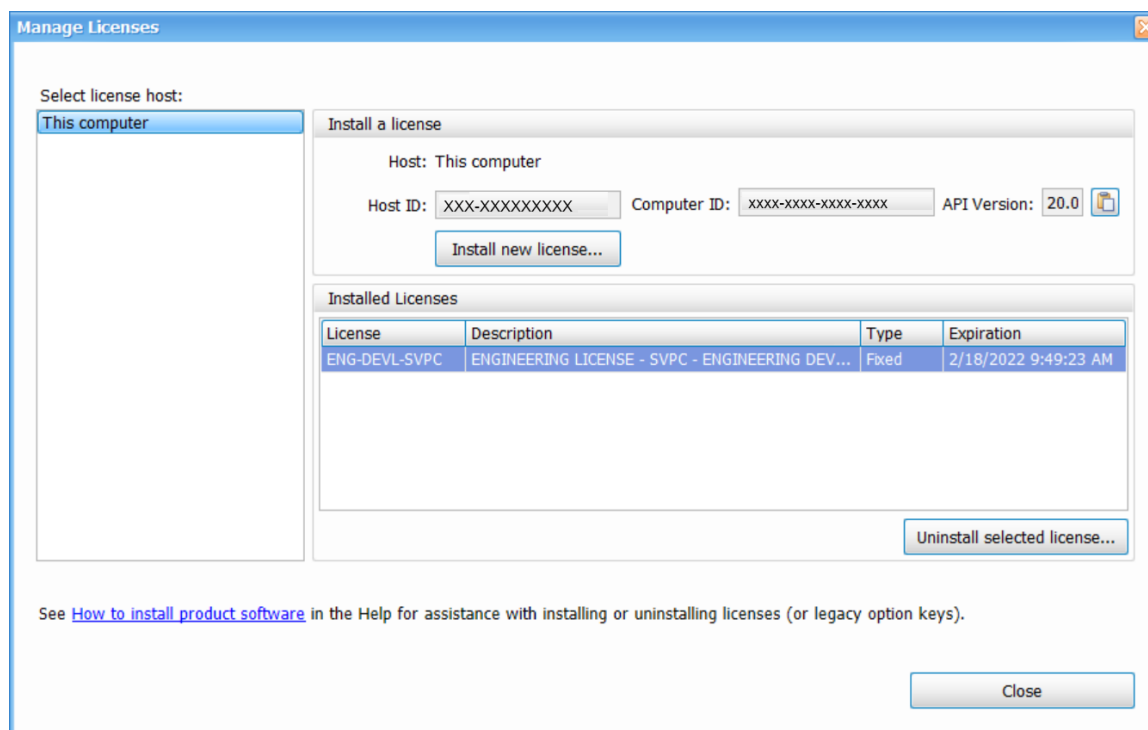 Manage Licenses
Select license host:
This computer
Install a license
Host: This computer
Host ID: XXX-XXXXXXXXX Computer ID: xxxx-xxxx-xxxx-xxxx API Version: 20.0
Install new license...
Installed Licenses
License Description Type Expiration
ENG-DEVL-SVPC ENGINEERING LICENSE - SVPC - ENGINEERING DEV... Fixed 2/18/2022 9:49:23 AM
Uninstall selected license...
See How to install product software in the Help for assistance with installing or uninstalling licenses (or legacy option keys).
Close